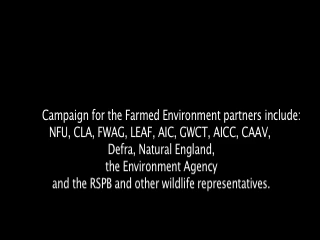 Campaign for the Farmed Environment partners include:
NFU, CLA, FWAG, LEAF, AIC, GWCT, AICC, CAAV,
Defra, Natural England,
the Environment Agency
and the RSPB and other wildlife representatives.